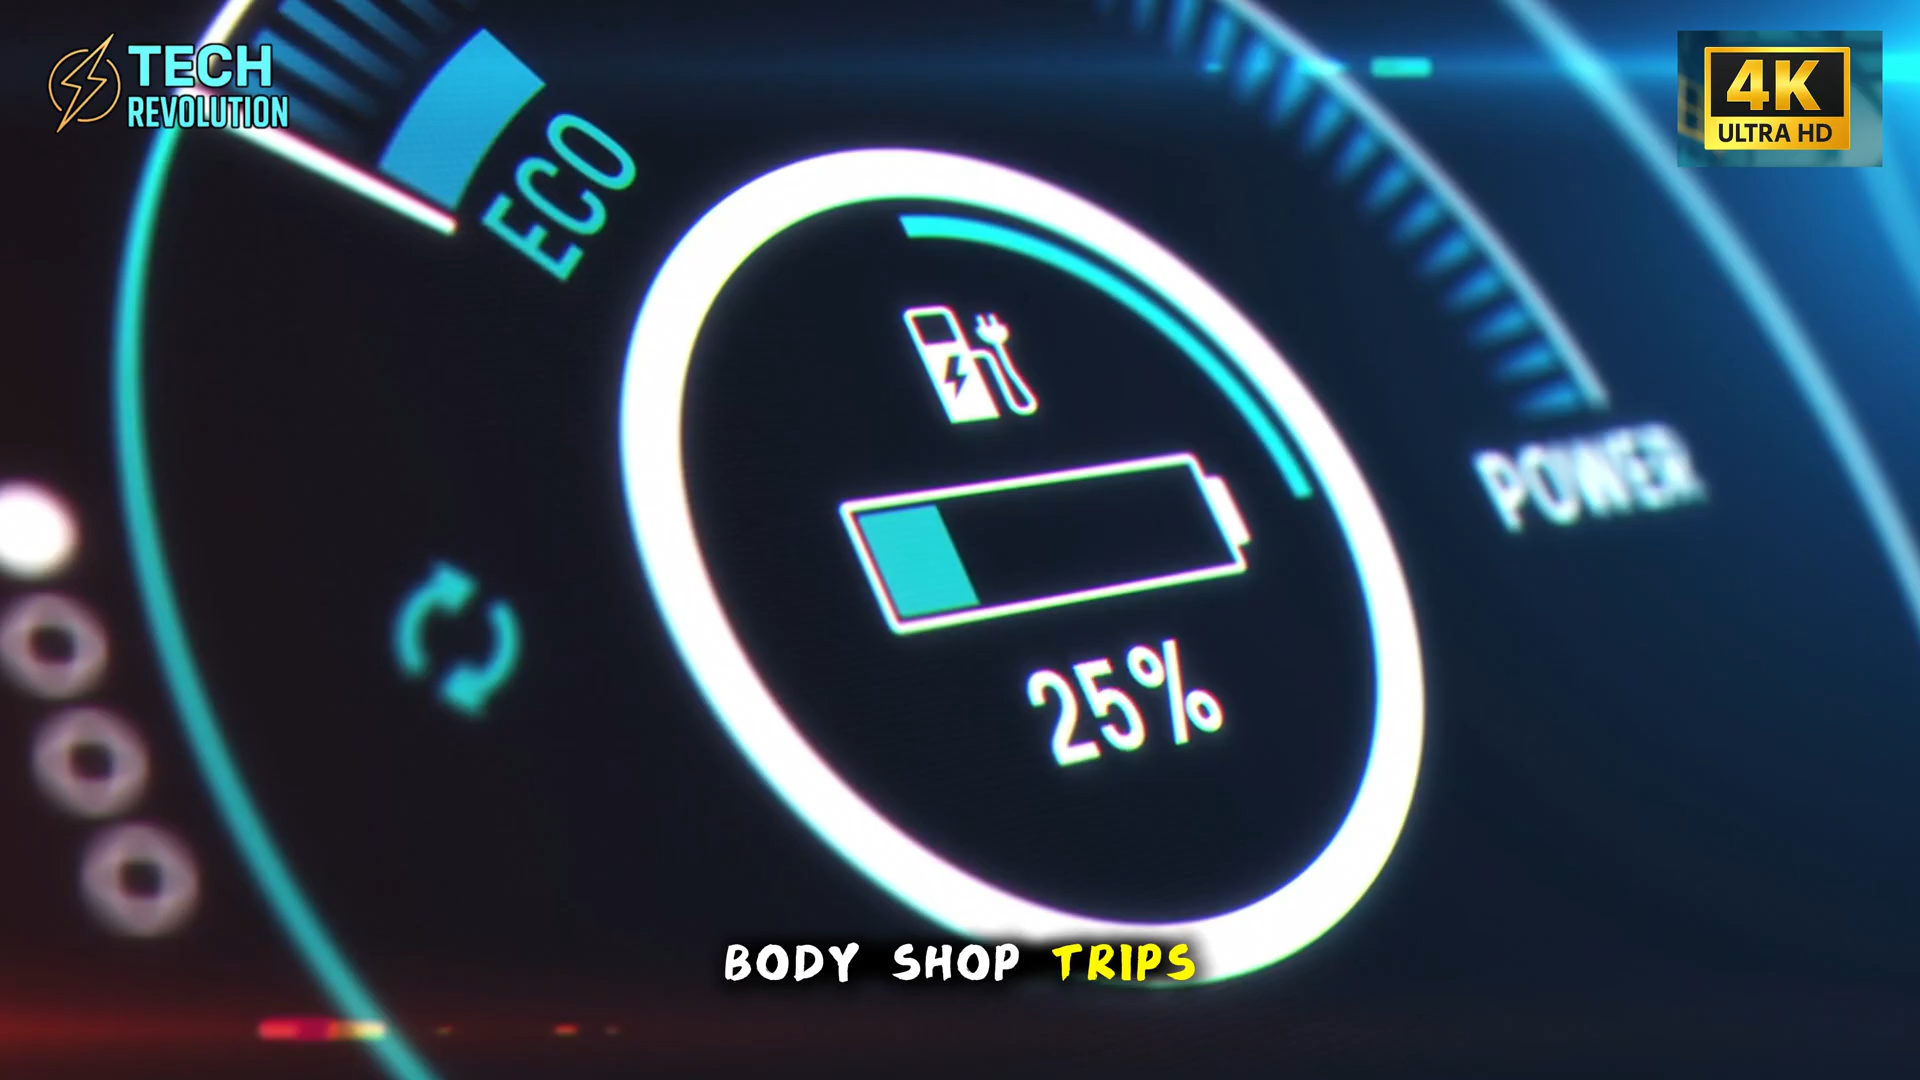 TECH
REVOLUTION
4K
ULTRA HD
ECO
POWER
25%
BODY SHOP TRIPS